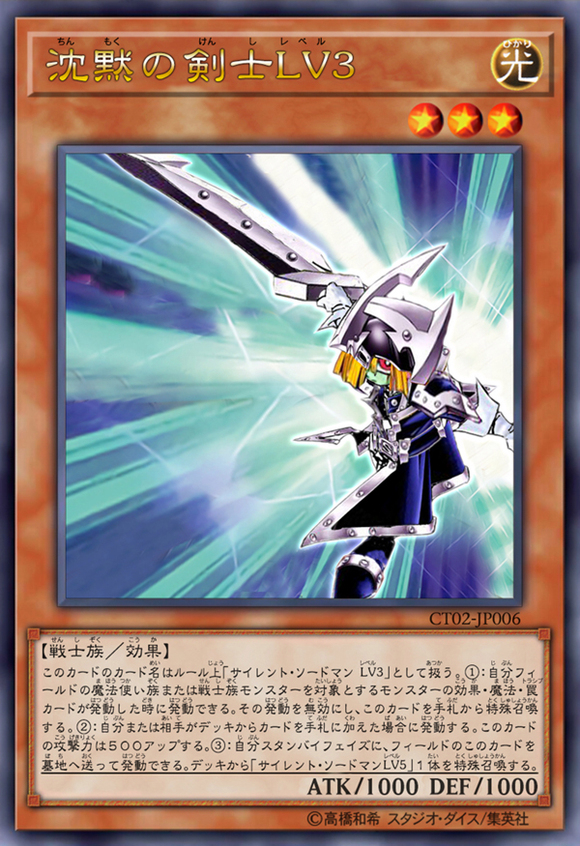 沈黙の剣士LV3
光
CT02-JP006
【戦士族/効果】
このカードのカード名はルール上「サイレント・ソードマン LV3」として扱う。①:自分フィ
ールドの魔法使い族または戦士族モンスターを対象とするモンスターの効果・魔法・罠
カードが発動した時に発動できる。その発動を無効にし、このカードを手札から特殊召喚
する。②:自分または相手がデッキからカードを手札に加えた場合に発動する。このカード
の攻撃力は500アップする。③:自分スタンバイフェイズに、フィールドのこのカードを
墓地へ送って発動できる。デッキから「サイレント・ソードマンLV5」1体を特殊召喚する。
ATK/1000 DEF/1000
©高橋和希 スタジオ・ダイス/集英社